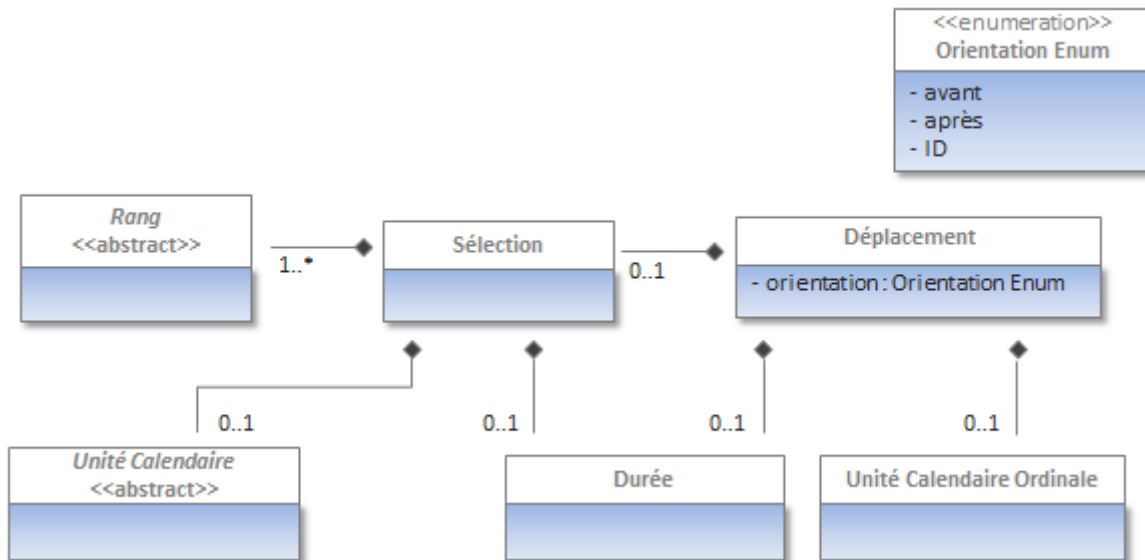 <<enumeration>>
Orientation Enum
- avant
- après
- ID
Rang
<<abstract>>
1..*
Sélection
0..1
Déplacement
- orientation : Orientation Enum
0..1
0..1
0..1
0..1
Unité Calendaire
<<abstract>>
Durée
Unité Calendaire Ordinale